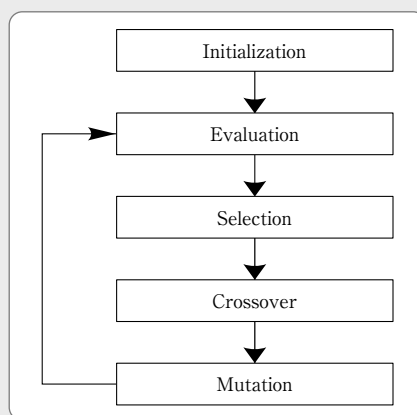 Initialization
Evaluation
Selection
Crossover
Mutation